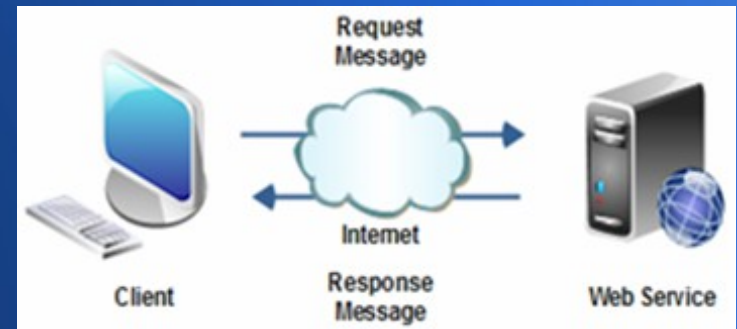 Request
Message
Internet
Client
Response
Message
Web Service